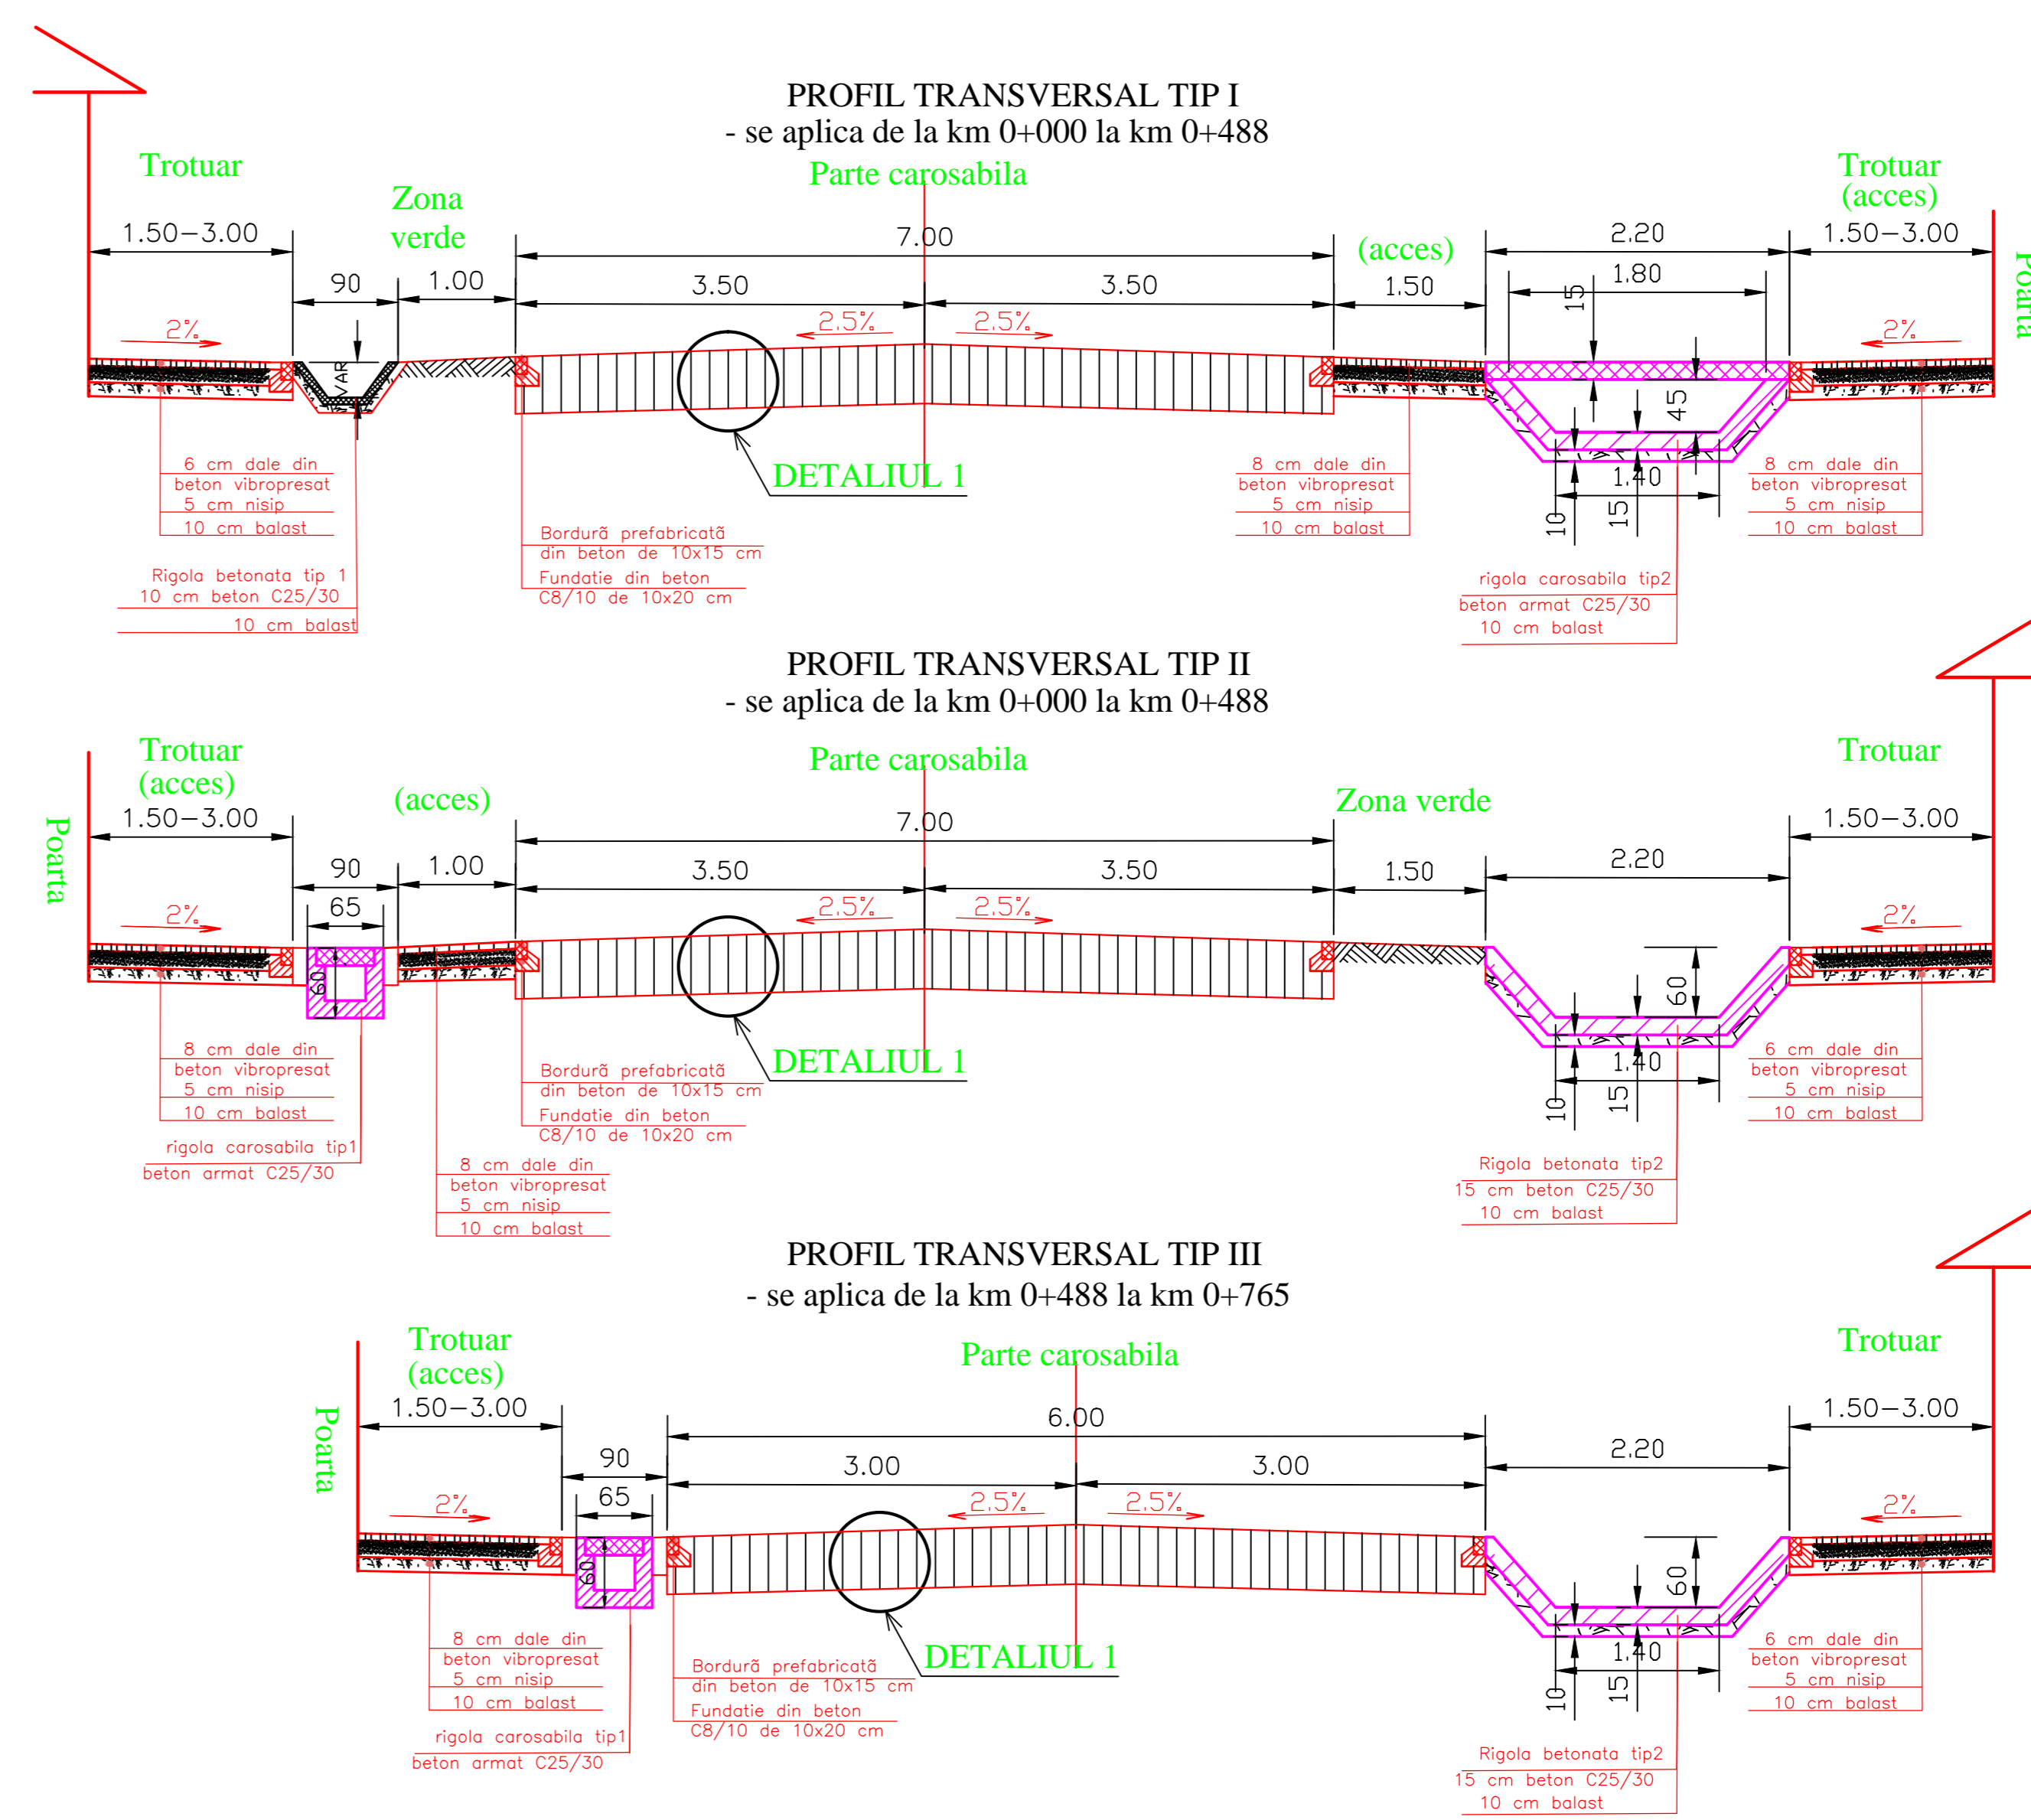 PROFIL TRANSVERSAL TIP I
- se aplica de la km 0+000 la km 0+488
Trotuar
Zona
verde
Parte carosabila
(acces)
Trotuar
(acces)
Poarta
1.50-3.00
90
1.00
7.00
3.50
3.50
1.50
2.20
1.80
15
1.50-3.00
2%
2.5%
2.5%
2%
VAR
45
1.40
10
15
DETALIUL 1
6 cm dale din
beton vibropresat
5 cm nisip
10 cm balast
Rigola betonata tip 1
10 cm beton C25/30
10 cm balast
Bordură prefabricată
din beton de 10x15 cm
Fundatie din beton
C8/10 de 10x20 cm
8 cm dale din
beton vibropresat
5 cm nisip
10 cm balast
rigola carosabila tip2
beton armat C25/30
10 cm balast
8 cm dale din
beton vibropresat
5 cm nisip
10 cm balast
PROFIL TRANSVERSAL TIP II
- se aplica de la km 0+000 la km 0+488
Trotuar
(acces)
Poarta
(acces)
Parte carosabila
Zona verde
Trotuar
1.50-3.00
90
65
1.00
7.00
3.50
3.50
1.50
2.20
1.50-3.00
2%
2.5%
2.5%
2%
60
60
1.40
10
15
DETALIUL 1
8 cm dale din
beton vibropresat
5 cm nisip
10 cm balast
rigola carosabila tip1
beton armat C25/30
8 cm dale din
beton vibropresat
5 cm nisip
10 cm balast
Bordură prefabricată
din beton de 10x15 cm
Fundatie din beton
C8/10 de 10x20 cm
Rigola betonata tip2
15 cm beton C25/30
10 cm balast
6 cm dale din
beton vibropresat
5 cm nisip
10 cm balast
PROFIL TRANSVERSAL TIP III
- se aplica de la km 0+488 la km 0+765
Trotuar
(acces)
Poarta
Parte carosabila
Trotuar
1.50-3.00
90
65
6.00
3.00
3.00
2.20
1.50-3.00
2%
2.5%
2.5%
2%
60
60
1.40
10
15
DETALIUL 1
8 cm dale din
beton vibropresat
5 cm nisip
10 cm balast
rigola carosabila tip1
beton armat C25/30
Bordură prefabricată
din beton de 10x15 cm
Fundatie din beton
C8/10 de 10x20 cm
Rigola betonata tip2
15 cm beton C25/30
10 cm balast
6 cm dale din
beton vibropresat
5 cm nisip
10 cm balast